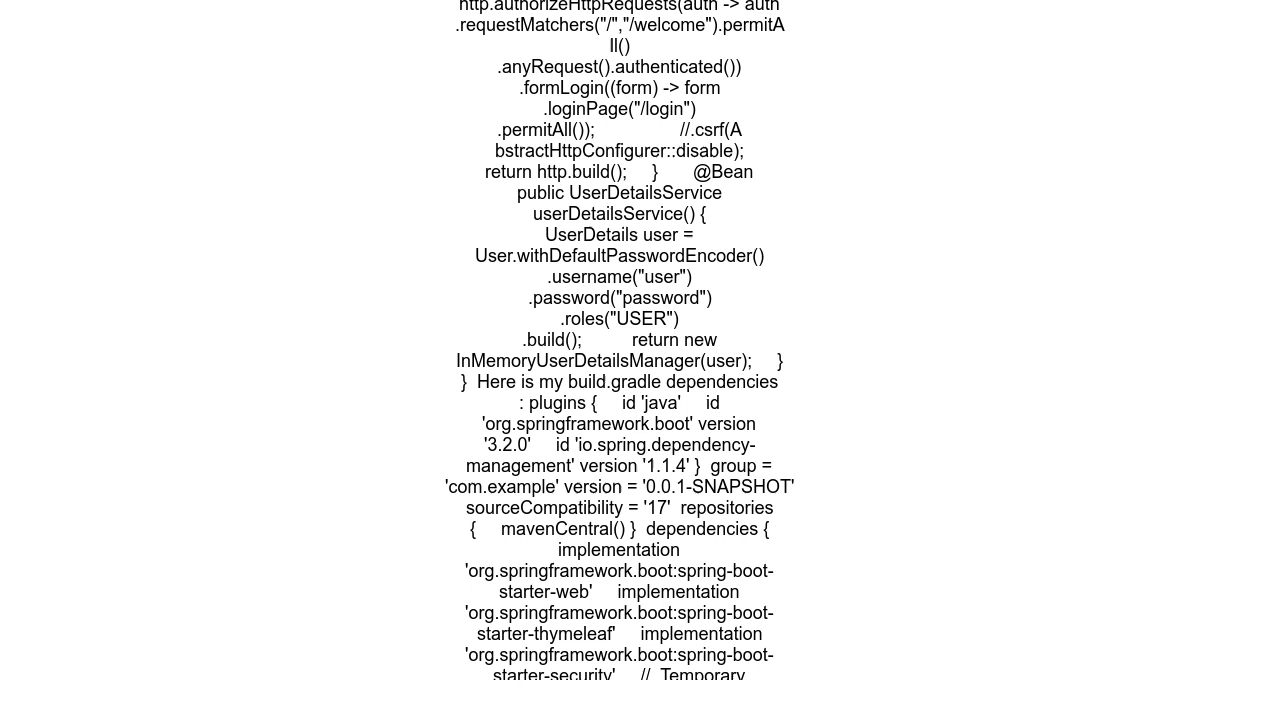 http.authorizeHttpRequests(auth -> auth
.requestMatchers("/","/welcome").permitA
ll()
.anyRequest().authenticated())
.formLogin((form) -> form
.loginPage("/login")
.permitAll()); //.csrf(A
bstractHttpConfigurer::disable);
return http.build(); } @Bean
public UserDetailsService
userDetailsService() {
UserDetails user =
User.withDefaultPasswordEncoder()
.username("user")
.password("password")
.roles("USER")
.build(); return new
InMemoryUserDetailsManager(user); }
} Here is my build.gradle dependencies
: plugins { id 'java' id
'org.springframework.boot' version
'3.2.0' id 'io.spring.dependency-
management' version '1.1.4' } group =
'com.example' version = '0.0.1-SNAPSHOT'
sourceCompatibility = '17' repositories
{ mavenCentral() } dependencies {
implementation
'org.springframework.boot:spring-boot-
starter-web' implementation
'org.springframework.boot:spring-boot-
starter-thymeleaf' implementation
'org.springframework.boot:spring-boot-
starter-security' // Temporary